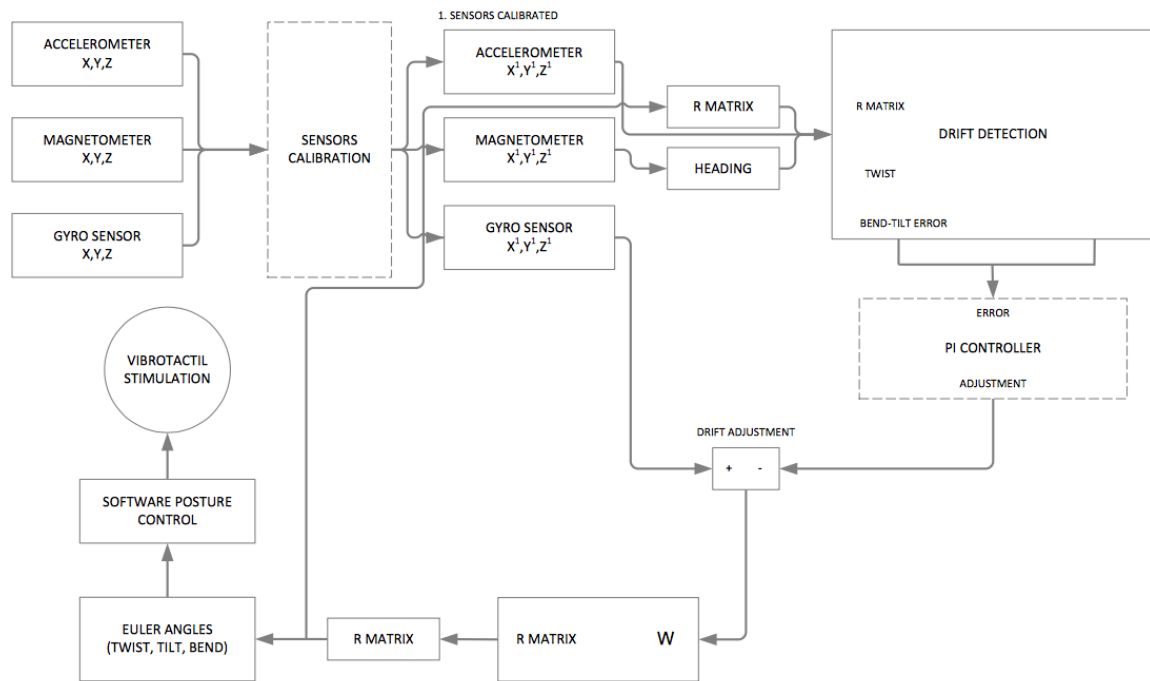 1. SENSORS CALIBRATED
ACCELEROMETER
X,Y,Z
MAGNETOMETER
X,Y,Z
GYRO SENSOR
X,Y,Z
SENSORS
CALIBRATION
ACCELEROMETER
X¹,Y¹,Z¹
MAGNETOMETER
X¹,Y¹,Z¹
GYRO SENSOR
X¹,Y¹,Z¹
R MATRIX
HEADING
R MATRIX
DRIFT DETECTION
TWIST
BEND-TILT ERROR
ERROR
PI CONTROLLER
ADJUSTMENT
DRIFT ADJUSTMENT
+ -
VIBROTACTIL
STIMULATION
SOFTWARE POSTURE
CONTROL
EULER ANGLES
(TWIST, TILT, BEND)
R MATRIX
R MATRIX W